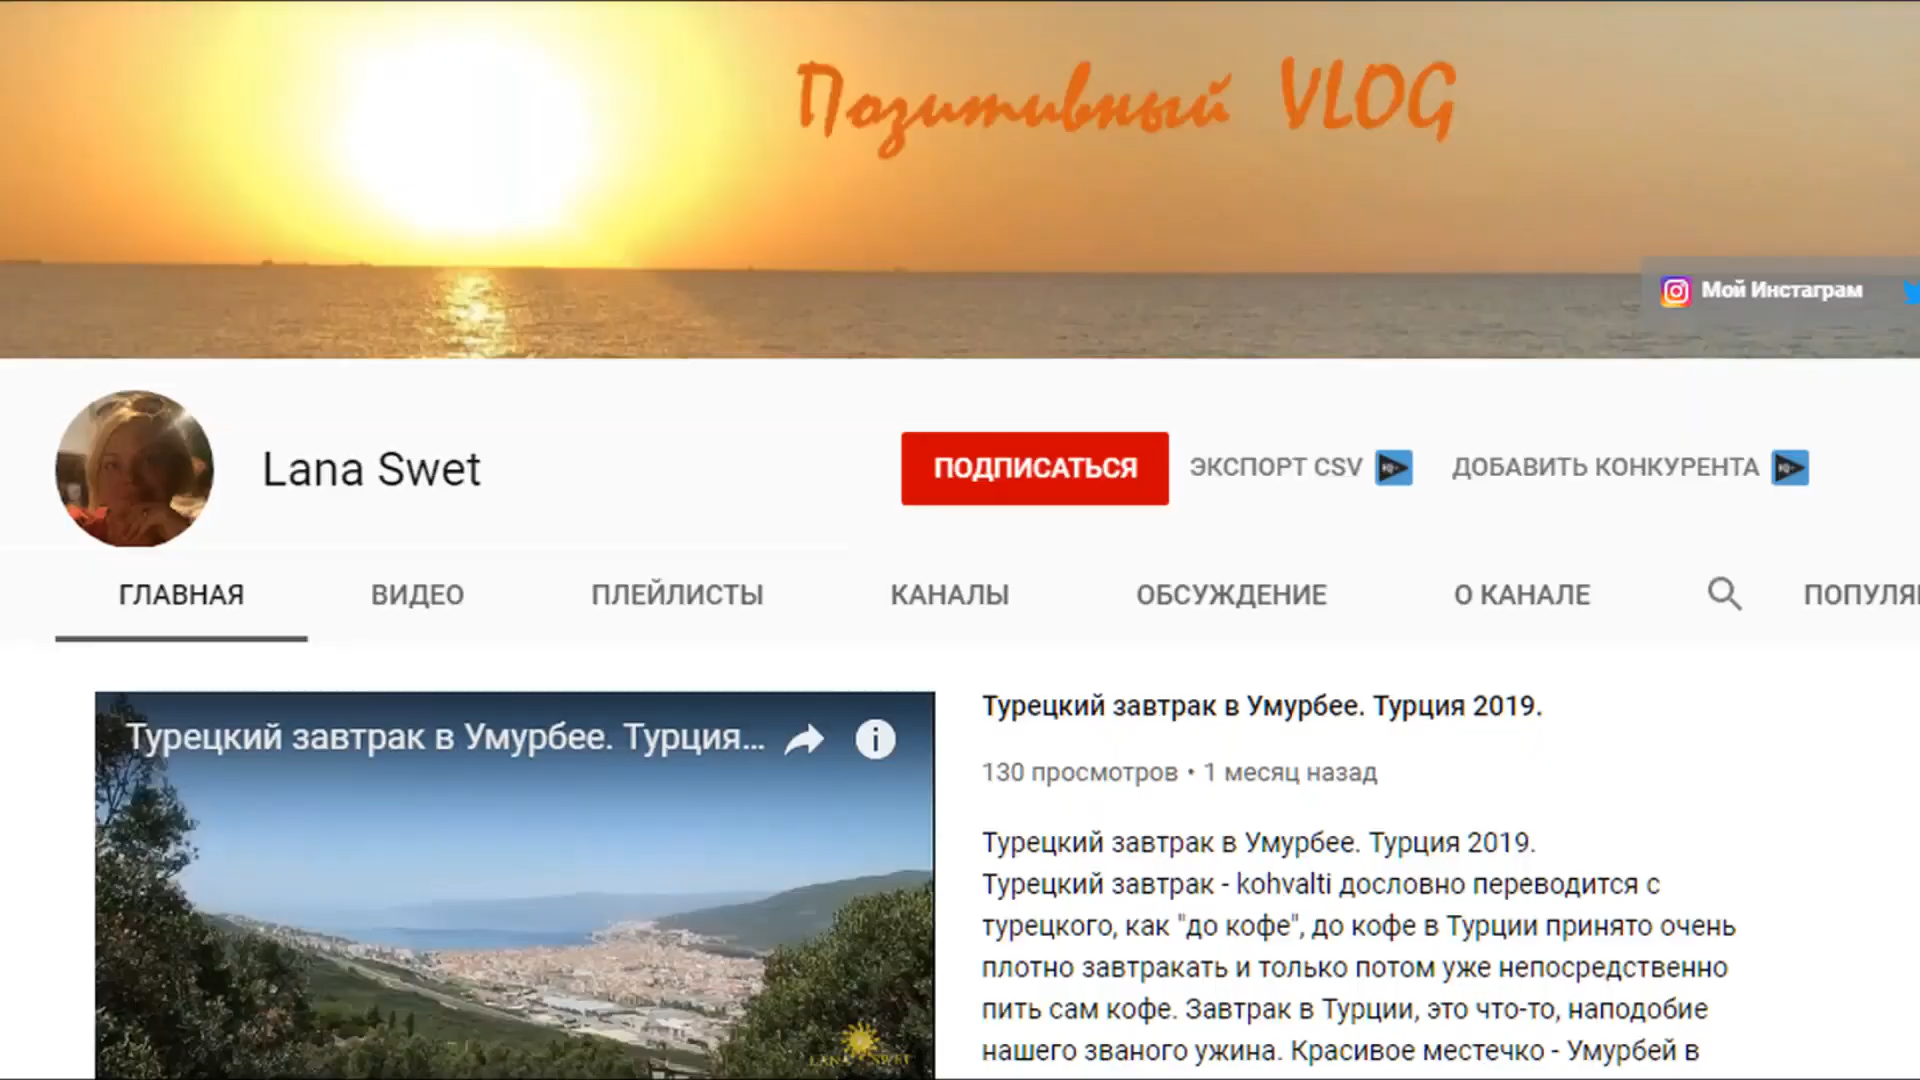 Позитивный VLOG
Мой Инстаграм
Lana Swet
ПОДПИСАТЬСЯ
ЭКСПОРТ CSV
ДОБАВИТЬ КОНКУРЕНТА
ГЛАВНАЯ ВИДЕО ПЛЕЙЛИСТЫ КАНАЛЫ ОБСУЖДЕНИЕ О КАНАЛЕ
Турецкий завтрак в Умурбее. Турция...
Турецкий завтрак в Умурбее. Турция 2019.
130 просмотров • 1 месяц назад
Турецкий завтрак в Умурбее. Турция 2019.
Турецкий завтрак - kohvalti дословно переводится с
турецкого, как "до кофе", до кофе в Турции принято очень
плотно завтракать и только потом уже непосредственно
пить сам кофе. Завтрак в Турции, это что-то, наподобие
нашего званого ужина. Красивое местечко - Умурбей в
LANA SWET